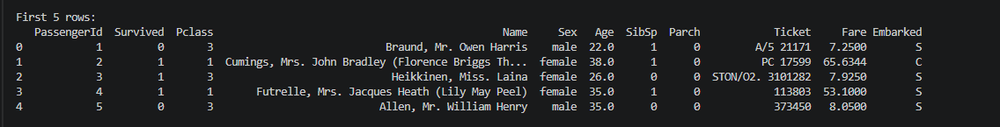 First 5 rows:
PassengerId Survived Pclass Name Sex Age SibSp Parch Ticket Fare Embarked
0 1 0 3 Braund, Mr. Owen Harris male 22.0 1 0 A/5 21171 7.2500 S
1 2 1 1 Cumings, Mrs. John Bradley (Florence Briggs Th... female 38.0 1 0 PC 17599 65.6344 C
2 3 1 3 Heikkinen, Miss. Laina female 26.0 0 0 STON/O2. 3101282 7.9250 S
3 4 1 1 Futrelle, Mrs. Jacques Heath (Lily May Peel) female 35.0 1 0 113803 53.1000 S
4 5 0 3 Allen, Mr. William Henry male 35.0 0 0 373450 8.0500 S